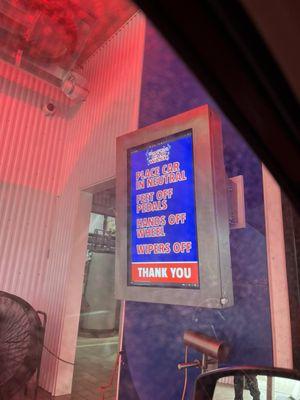 PLACE CAR
IN NEUTRAL
FEET OFF
PEDALS
HANDS OFF
WHEEL
WIPERS OFF
THANK YOU